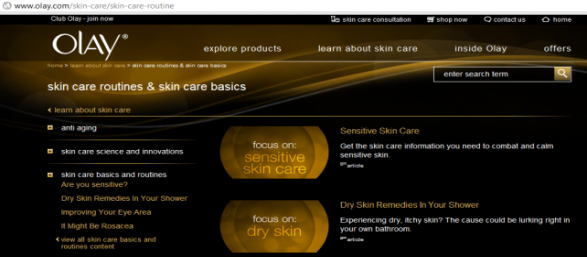 www.olay.com/skin-care/skin-care-routine
Club Olay - join now
skin care consultation
shop now
contact us
home
OLAY®
explore products
learn about skin care
inside Olay
offers
home > learn about skin care > skin care routines & skin care basics
enter search term
skin care routines & skin care basics
learn about skin care
anti aging
skin care science and innovations
skin care basics and routines
Are you sensitive?
Dry Skin Remedies In Your Shower
Improving Your Eye Area
It Might Be Rosacea
view all skin care basics and
routines content
focus on:
sensitive
skin care
Sensitive Skin Care
Get the skin care information you need to combat and calm
sensitive skin.
article
focus on:
dry skin
Dry Skin Remedies In Your Shower
Experiencing dry, itchy skin? The cause could be lurking right in
your own bathroom.
article